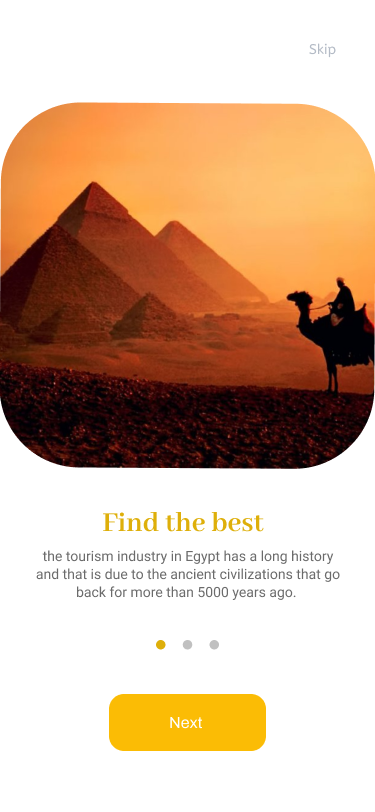 Skip
Find the best
the tourism industry in Egypt has a long history
and that is due to the ancient civilizations that go
back for more than 5000 years ago.
Next